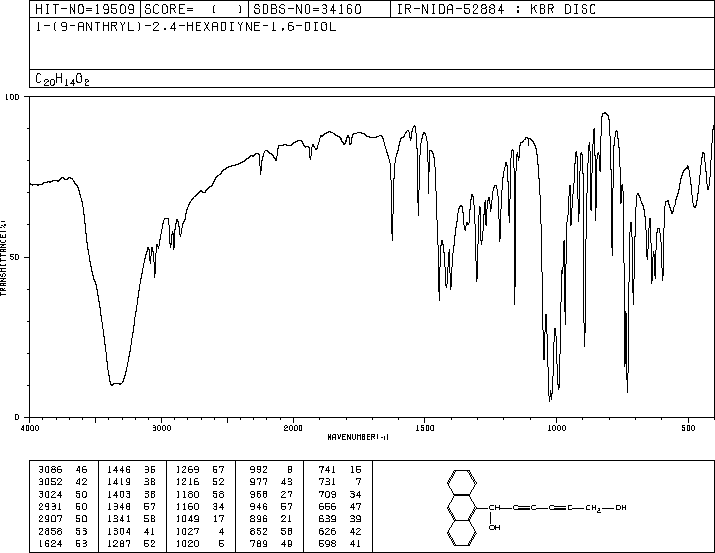 HIT-NO=19509 SCORE= ( ) SDBS-NO=34160 IR-NIDA-52884 : KBR DISC
1-(9-ANTHRYL)-2,4-HEXADIYNE-1,6-DIOL
C20H14O2
100
50
0
TRANSMITTANCE(%)
4000 3000 2000 1500 1000 500
WAVENUMBER(-1)
3086 46 1446 36 1269 57 992 8 741 15
3052 42 1419 38 1216 52 977 43 731 7
3024 50 1403 38 1180 58 968 27 709 34
2931 50 1348 57 1160 34 946 57 656 47
2907 50 1341 58 1049 17 896 21 639 39
2856 53 1304 41 1027 4 852 58 626 42
1624 53 1287 52 1020 5 789 49 598 41
CH-C≡C-C≡C-CH2-OH
OH